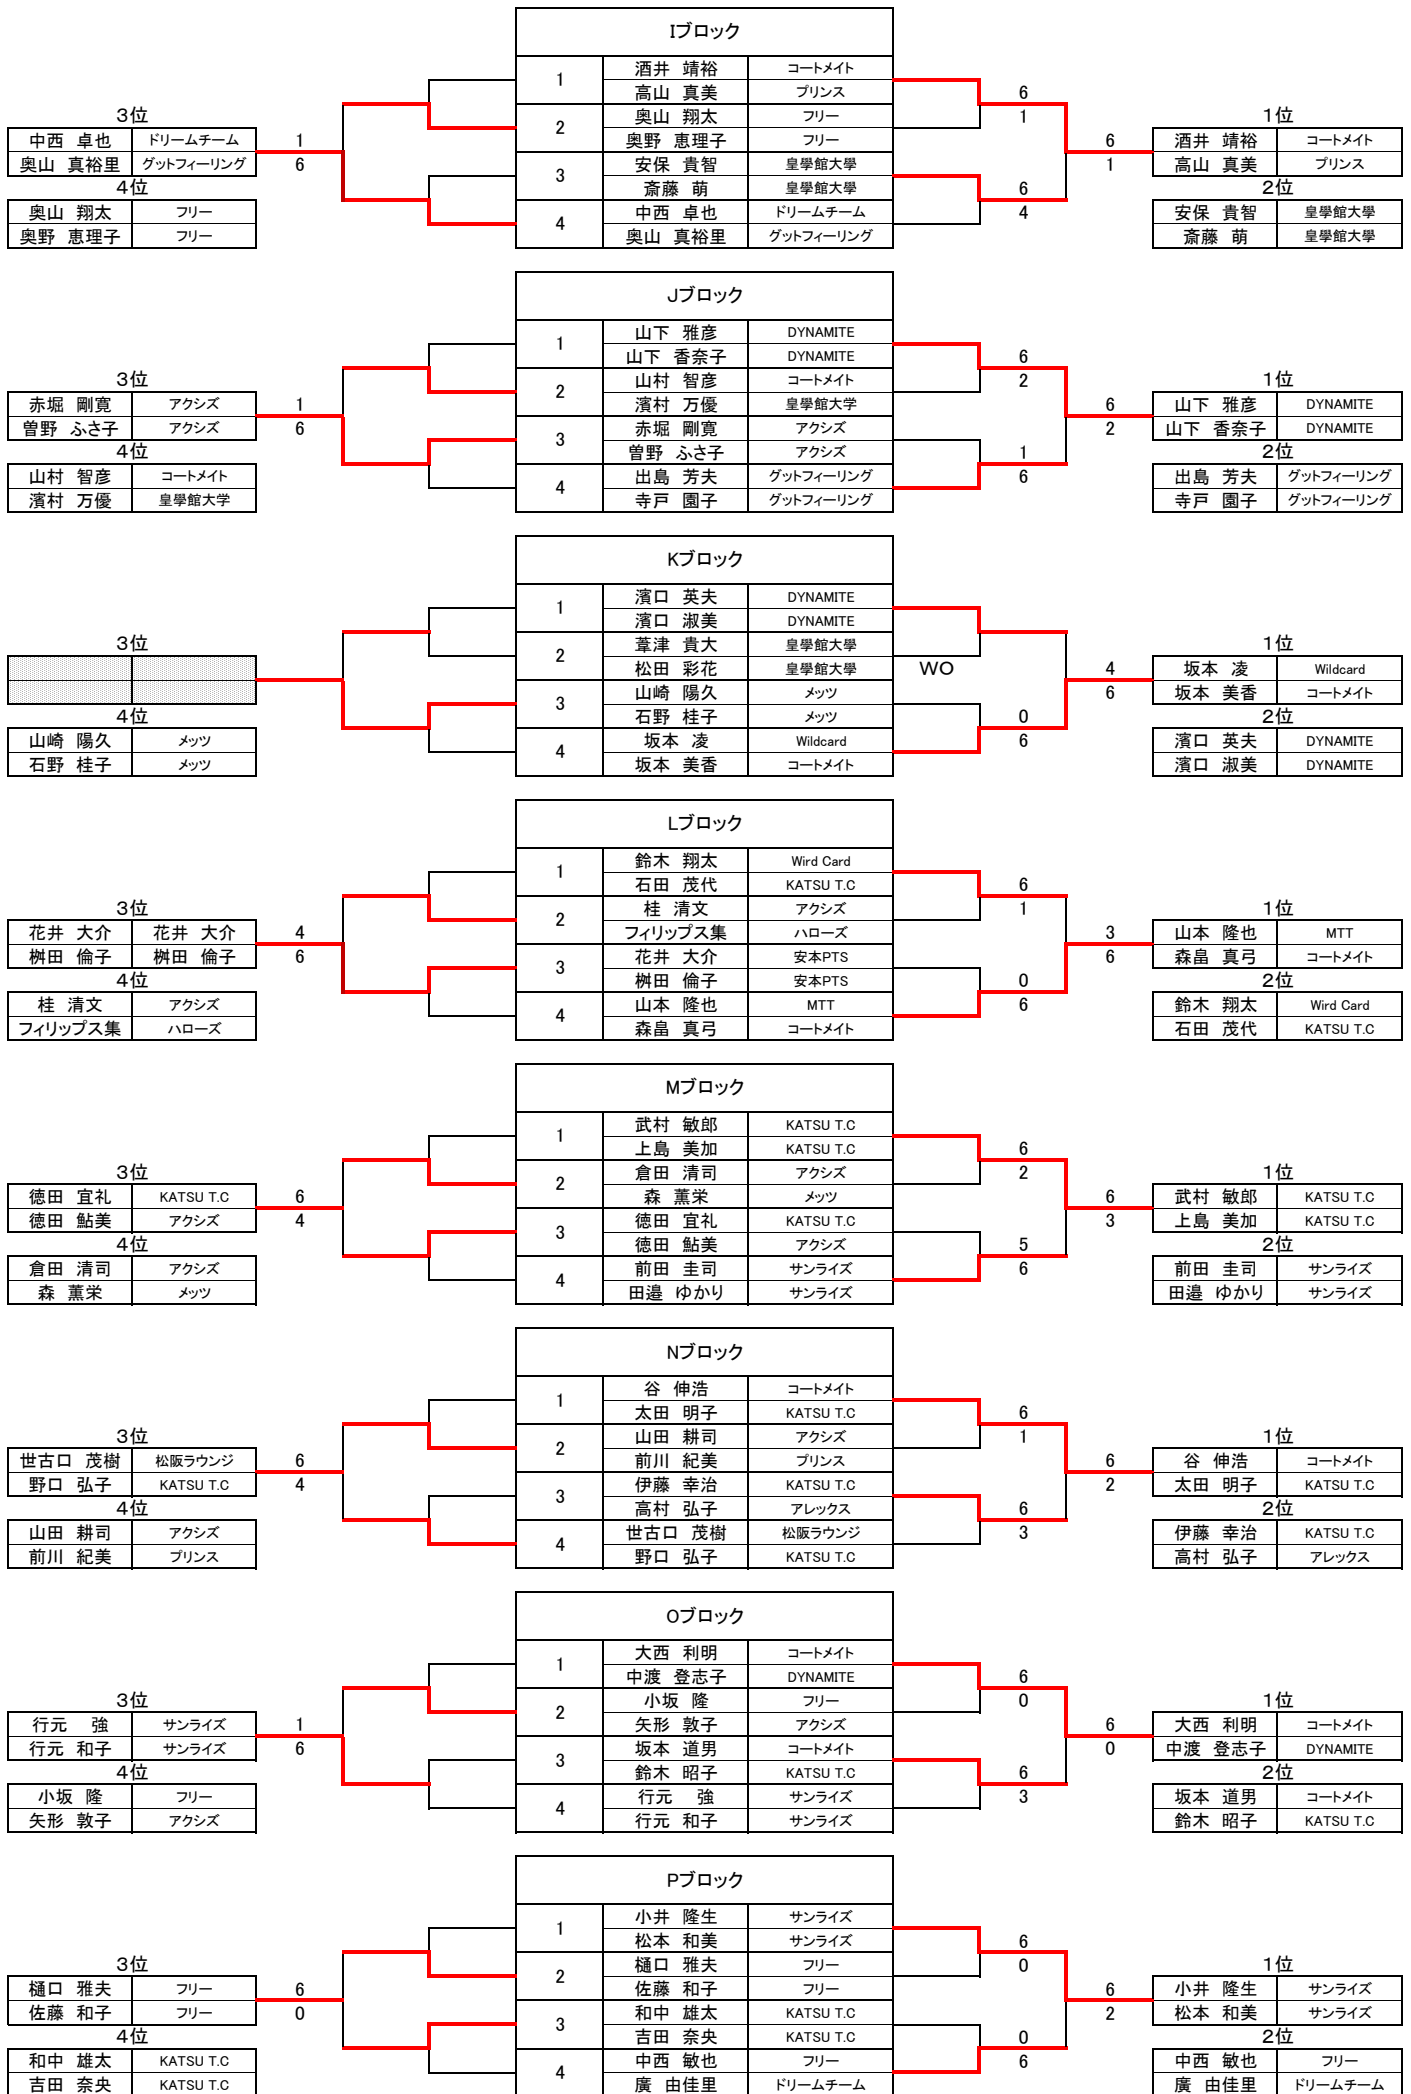 Iブロック
1 酒井 靖裕 コートメイト
高山 真美 プリンス
2 奥山 翔太 フリー
奥野 恵理子 フリー
3 安保 貴智 皇學館大學
斎藤 萌 皇學館大學
4 中西 卓也 ドリームチーム
奥山 真裕里 グットフィーリング
6
1
6
4
6
1
1位
酒井 靖裕 コートメイト
高山 真美 プリンス
2位
安保 貴智 皇學館大學
斎藤 萌 皇學館大學
3位
中西 卓也 ドリームチーム
奥山 真裕里 グットフィーリング
4位
奥山 翔太 フリー
奥野 恵理子 フリー
1
6
Jブロック
1 山下 雅彦 DYNAMITE
山下 香奈子 DYNAMITE
2 山村 智彦 コートメイト
濱村 万優 皇學館大学
3 赤堀 剛寛 アクシズ
曽野 ふさ子 アクシズ
4 出島 芳夫 グットフィーリング
寺戸 園子 グットフィーリング
6
2
1
6
6
2
1位
山下 雅彦 DYNAMITE
山下 香奈子 DYNAMITE
2位
出島 芳夫 グットフィーリング
寺戸 園子 グットフィーリング
3位
赤堀 剛寛 アクシズ
曽野 ふさ子 アクシズ
4位
山村 智彦 コートメイト
濱村 万優 皇學館大学
1
6
Kブロック
1 濱口 英夫 DYNAMITE
濱口 淑美 DYNAMITE
2 葦津 貴大 皇學館大學
松田 彩花 皇學館大學
3 山崎 陽久 メッツ
石野 桂子 メッツ
4 坂本 凌 Wildcard
坂本 美香 コートメイト
WO
0
6
4
6
1位
坂本 凌 Wildcard
坂本 美香 コートメイト
2位
濱口 英夫 DYNAMITE
濱口 淑美 DYNAMITE
3位
4位
山崎 陽久 メッツ
石野 桂子 メッツ
Lブロック
1 鈴木 翔太 Wird Card
石田 茂代 KATSU T.C
2 桂 清文 アクシズ
フィリップス集 ハローズ
3 花井 大介 安本PTS
桝田 倫子 安本PTS
4 山本 隆也 MTT
森畠 真弓 コートメイト
6
1
0
6
3
6
1位
山本 隆也 MTT
森畠 真弓 コートメイト
2位
鈴木 翔太 Wird Card
石田 茂代 KATSU T.C
3位
花井 大介 花井 大介
桝田 倫子 桝田 倫子
4位
桂 清文 アクシズ
フィリップス集 ハローズ
4
6
Mブロック
1 武村 敏郎 KATSU T.C
上島 美加 KATSU T.C
2 倉田 清司 アクシズ
森 薫栄 メッツ
3 徳田 宜礼 KATSU T.C
徳田 鮎美 アクシズ
4 前田 圭司 サンライズ
田邉 ゆかり サンライズ
6
2
5
6
6
3
1位
武村 敏郎 KATSU T.C
上島 美加 KATSU T.C
2位
前田 圭司 サンライズ
田邉 ゆかり サンライズ
3位
徳田 宜礼 KATSU T.C
徳田 鮎美 アクシズ
4位
倉田 清司 アクシズ
森 薫栄 メッツ
6
4
Nブロック
1 谷 伸浩 コートメイト
太田 明子 KATSU T.C
2 山田 耕司 アクシズ
前川 紀美 プリンス
3 伊藤 幸治 KATSU T.C
高村 弘子 アレックス
4 世古口 茂樹 松阪ラウンジ
野口 弘子 KATSU T.C
6
1
6
3
6
2
1位
谷 伸浩 コートメイト
太田 明子 KATSU T.C
2位
伊藤 幸治 KATSU T.C
高村 弘子 アレックス
3位
世古口 茂樹 松阪ラウンジ
野口 弘子 KATSU T.C
4位
山田 耕司 アクシズ
前川 紀美 プリンス
6
4
Oブロック
1 大西 利明 コートメイト
中渡 登志子 DYNAMITE
2 小坂 隆 フリー
矢形 敦子 アクシズ
3 坂本 道男 コートメイト
鈴木 昭子 KATSU T.C
4 行元 強 サンライズ
行元 和子 サンライズ
6
0
6
3
6
0
1位
大西 利明 コートメイト
中渡 登志子 DYNAMITE
2位
坂本 道男 コートメイト
鈴木 昭子 KATSU T.C
3位
行元 強 サンライズ
行元 和子 サンライズ
4位
小坂 隆 フリー
矢形 敦子 アクシズ
1
6
Pブロック
1 小井 隆生 サンライズ
松本 和美 サンライズ
2 樋口 雅夫 フリー
佐藤 和子 フリー
3 和中 雄太 KATSU T.C
吉田 奈央 KATSU T.C
4 中西 敏也 フリー
廣 由佳里 ドリームチーム
6
0
0
6
6
2
1位
小井 隆生 サンライズ
松本 和美 サンライズ
2位
中西 敏也 フリー
廣 由佳里 ドリームチーム
3位
樋口 雅夫 フリー
佐藤 和子 フリー
4位
和中 雄太 KATSU T.C
吉田 奈央 KATSU T.C
6
0